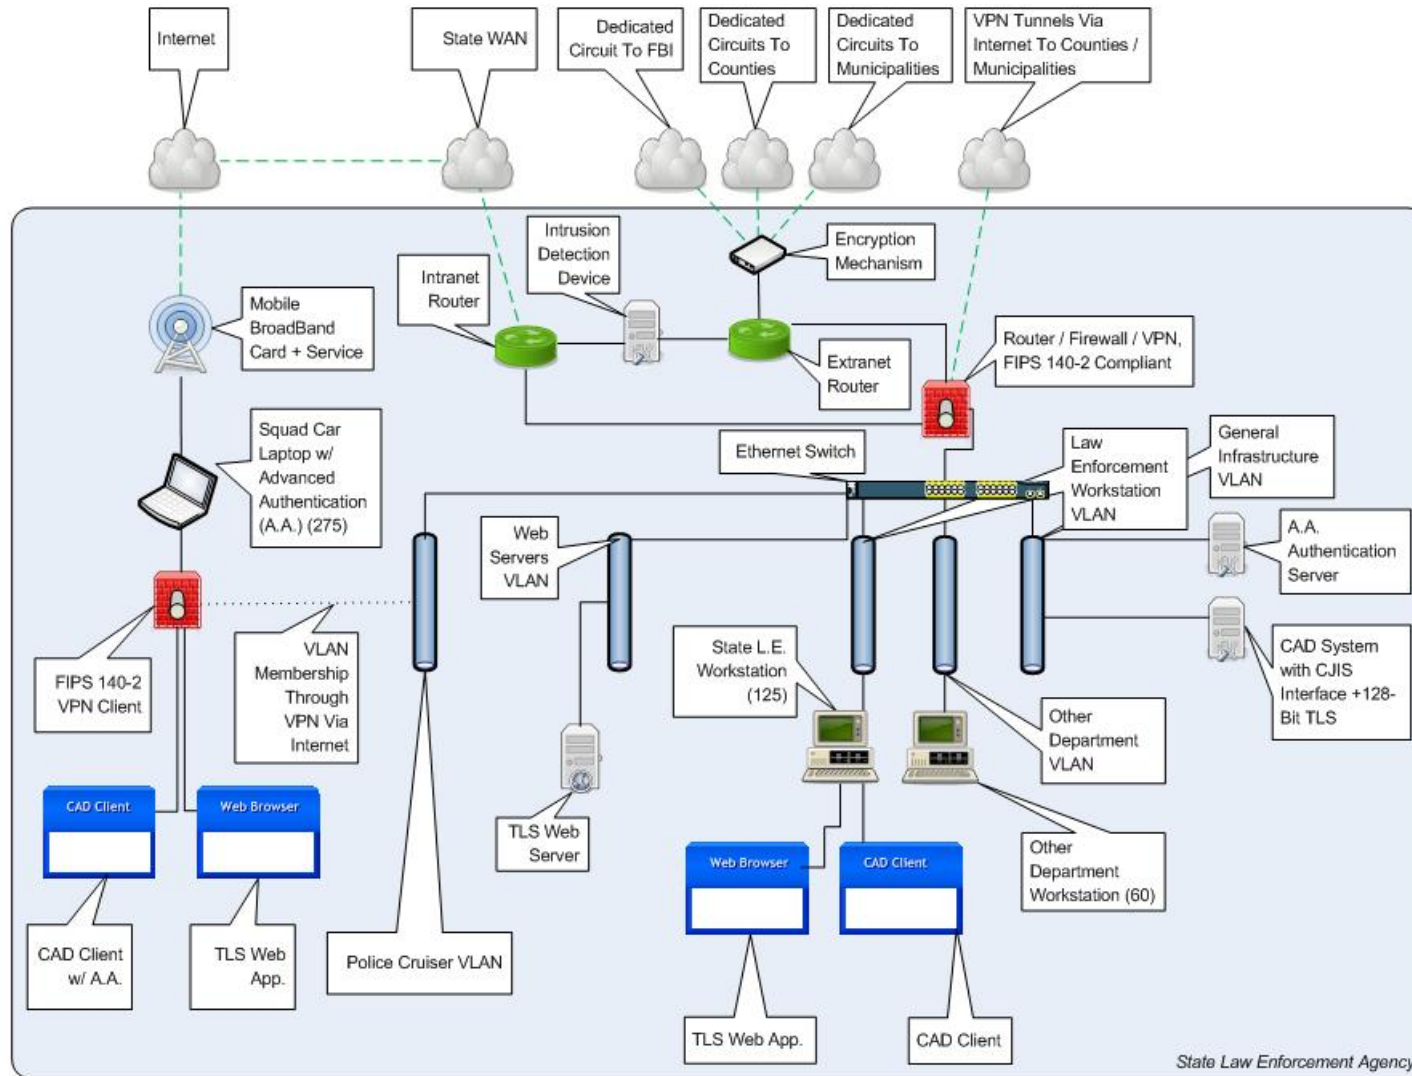 Internet
State WAN
Dedicated
Circuit To FBI
Dedicated
Circuits To
Counties
Dedicated
Circuits To
Municipalities
VPN Tunnels Via
Internet To Counties /
Municipalities
Intrusion
Detection
Device
Encryption
Mechanism
Intranet
Router
Mobile
BroadBand
Card + Service
Extranet
Router
Router / Firewall / VPN,
FIPS 140-2 Compliant
Squad Car
Laptop w/
Advanced
Authentication
(A.A.) (275)
Ethernet Switch
Law
Enforcement
Workstation
VLAN
General
Infrastructure
VLAN
Web
Servers
VLAN
A.A.
Authentication
Server
FIPS 140-2
VPN Client
VLAN
Membership
Through
VPN Via
Internet
State L.E.
Workstation
(125)
CAD System
with CJIS
Interface +128-
Bit TLS
Other
Department
VLAN
CAD Client
Web Browser
TLS Web
Server
Web Browser
CAD Client
Other
Department
Workstation (60)
CAD Client
w/ A.A.
TLS Web
App.
Police Cruiser VLAN
TLS Web App.
CAD Client
State Law Enforcement Agency